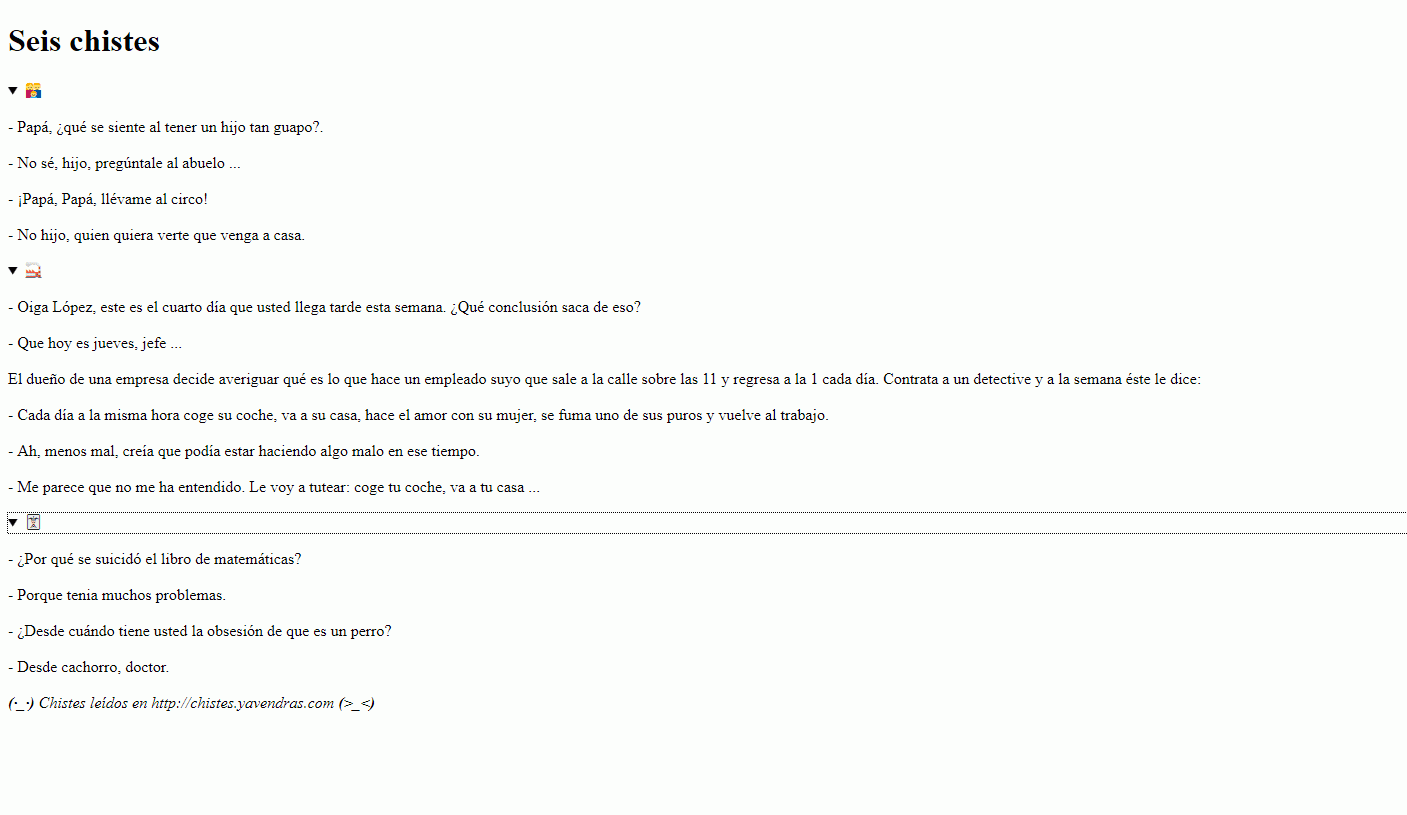 Seis chistes
- Papá, ¿qué se siente al tener un hijo tan guapo?.
- No sé, hijo, pregúntale al abuelo ...
- ¡Papá, Papá, llévame al circo!
- No hijo, quien quiera verte que venga a casa.
- Oiga López, este es el cuarto día que usted llega tarde esta semana. ¿Qué conclusión saca de eso?
- Que hoy es jueves, jefe ...
El dueño de una empresa decide averiguar qué es lo que hace un empleado suyo que sale a la calle sobre las 11 y regresa a la 1 cada día. Contrata a un detective y a la semana éste le dice:
- Cada día a la misma hora coge su coche, va a su casa, hace el amor con su mujer, se fuma uno de sus puros y vuelve al trabajo.
- Ah, menos mal, creía que podía estar haciendo algo malo en ese tiempo.
- Me parece que no me ha entendido. Le voy a tutear: coge tu coche, va a tu casa ...
- ¿Por qué se suicidó el libro de matemáticas?
- Porque tenia muchos problemas.
- ¿Desde cuándo tiene usted la obsesión de que es un perro?
- Desde cachorro, doctor.
(·_·) Chistes leídos en http://chistes.yavendras.com (>_<)